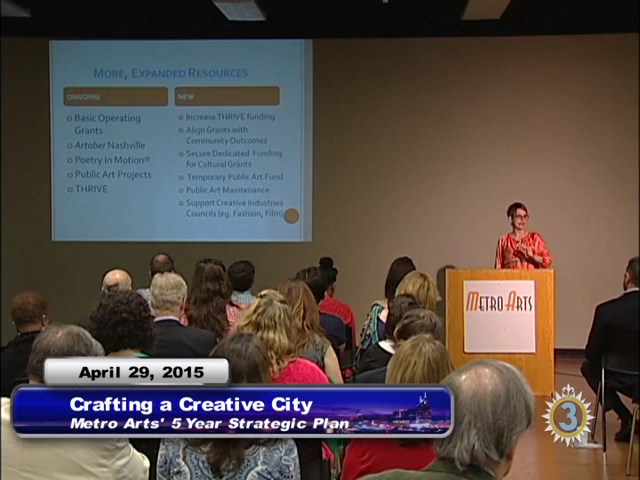 MORE, EXPANDED RESOURCES
ONGOING
Basic Operating
Grants
Artober Nashville
Poetry In Motion®
Public Art Projects
THRIVE
NEW
Increase THRIVE funding
Align Grants with
Community Outcomes
Secure Dedicated Funding
for Cultural Grants
Temporary Public Art Fund
Public Art Maintenance
Support Creative Industries
Councils (eg. Fashion, Film)
METRO ARTS
April 29, 2015
Crafting a Creative City
Metro Arts' 5 Year Strategic Plan
3